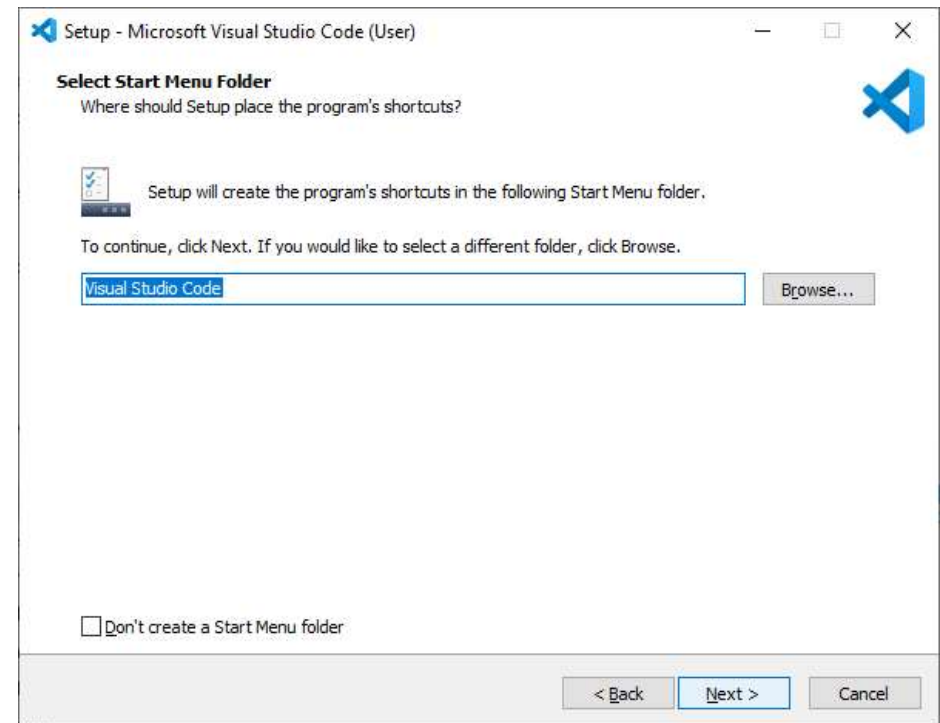 Setup - Microsoft Visual Studio Code (User)
Select Start Menu Folder
Where should Setup place the program's shortcuts?
Setup will create the program's shortcuts in the following Start Menu folder.
To continue, click Next. If you would like to select a different folder, click Browse.
Visual Studio Code
Browse...
Don't create a Start Menu folder
< Back
Next >
Cancel